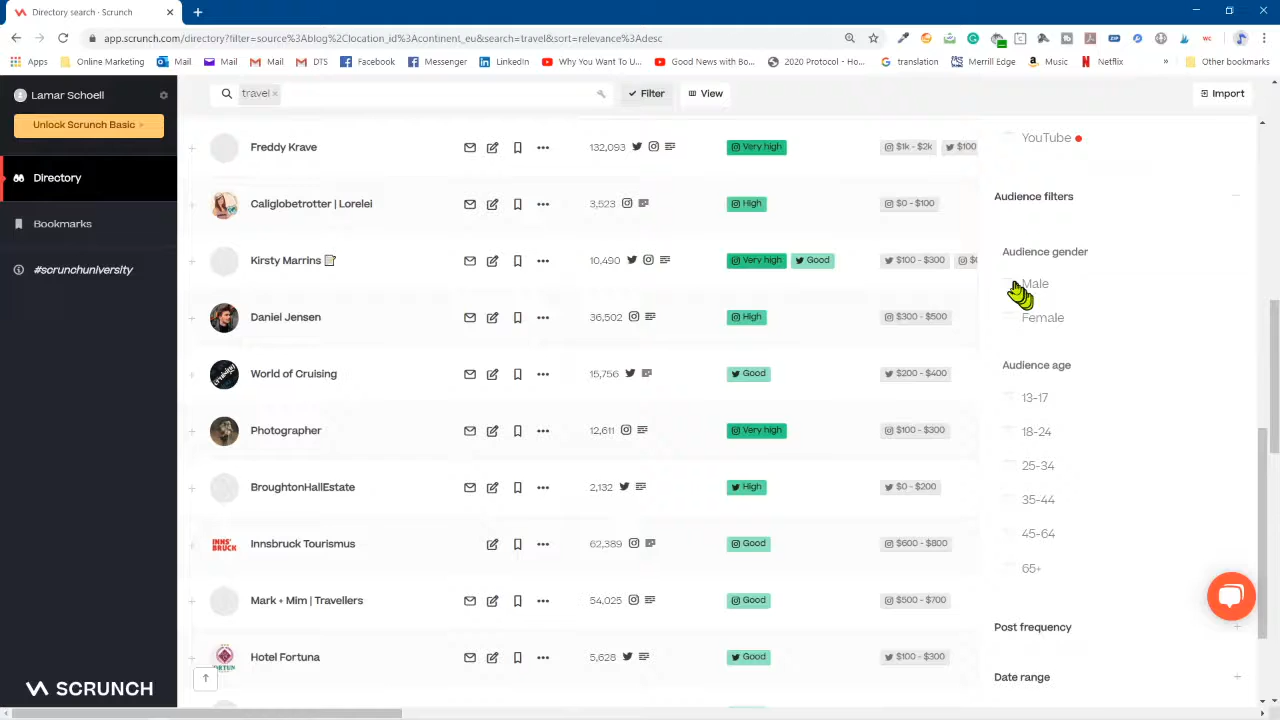 Directory search - Scrunch
app.scrunch.com/directory?filter=source%3Ablog%2Clocation_id%3Acontinent_eu&search=travel&sort=relevance%3Adesc
Apps Online Marketing Mail Mail Mail DTS Facebook Messenger LinkedIn Why You Want To U... Good News with Bo... 2020 Protocol - Ho... translation Merrill Edge Music Netflix » Other bookmarks
Lamar Schoell
Unlock Scrunch Basic
Directory
Bookmarks
#scrunchuniversity
SCRUNCH
travel × Filter View Import
Freddy Krave 132,093 Very high $1k - $2k $100
Caliglobetrotter | Lorelei 3,523 High $0 - $100
Kirsty Marrins 10,490 Very high Good $100 - $300
Daniel Jensen 36,502 High $300 - $500
World of Cruising 15,756 Good $200 - $400
Photographer 12,611 Very high $100 - $300
BroughtonHallEstate 2,132 High $0 - $200
Innsbruck Tourismus 62,389 Good $600 - $800
Mark + Mim | Travellers 54,025 Good $500 - $700
Hotel Fortuna 5,628 Good $100 - $300
YouTube
Audience filters
Audience gender
Male
Female
Audience age
13-17
18-24
25-34
35-44
45-64
65+
Post frequency +
Date range +